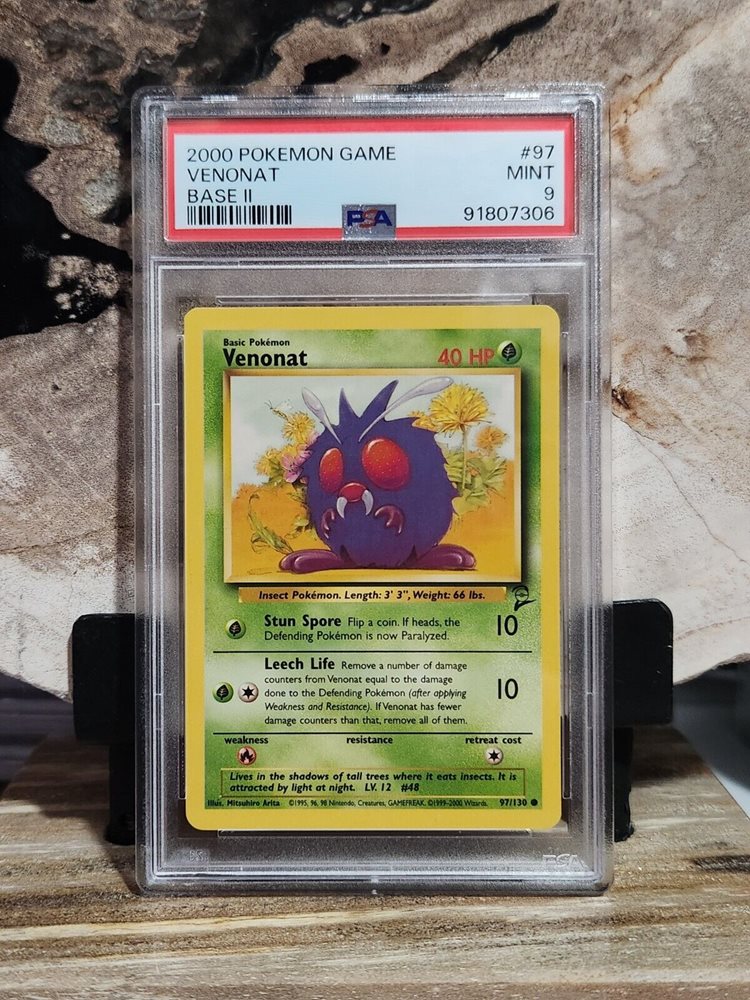 2000 POKEMON GAME #97
VENONAT MINT
BASE II 9
PSA 91807306
Basic Pokémon
Venonat 40 HP
Insect Pokémon. Length: 3' 3", Weight: 66 lbs.
Stun Spore Flip a coin. If heads, the
Defending Pokémon is now Paralyzed.
10
Leech Life Remove a number of damage
counters from Venonat equal to the damage
done to the Defending Pokémon (after applying
Weakness and Resistance). If Venonat has fewer
damage counters than that, remove all of them.
10
weakness resistance retreat cost
Lives in the shadows of tall trees where it eats insects. It is
attracted by light at night. LV. 12 #48
Illus. Mitsuhiro Arita ©1995, 96, 98 Nintendo, Creatures, GAMEFREAK. ©1999-2000 Wizards. 97/130
PSA